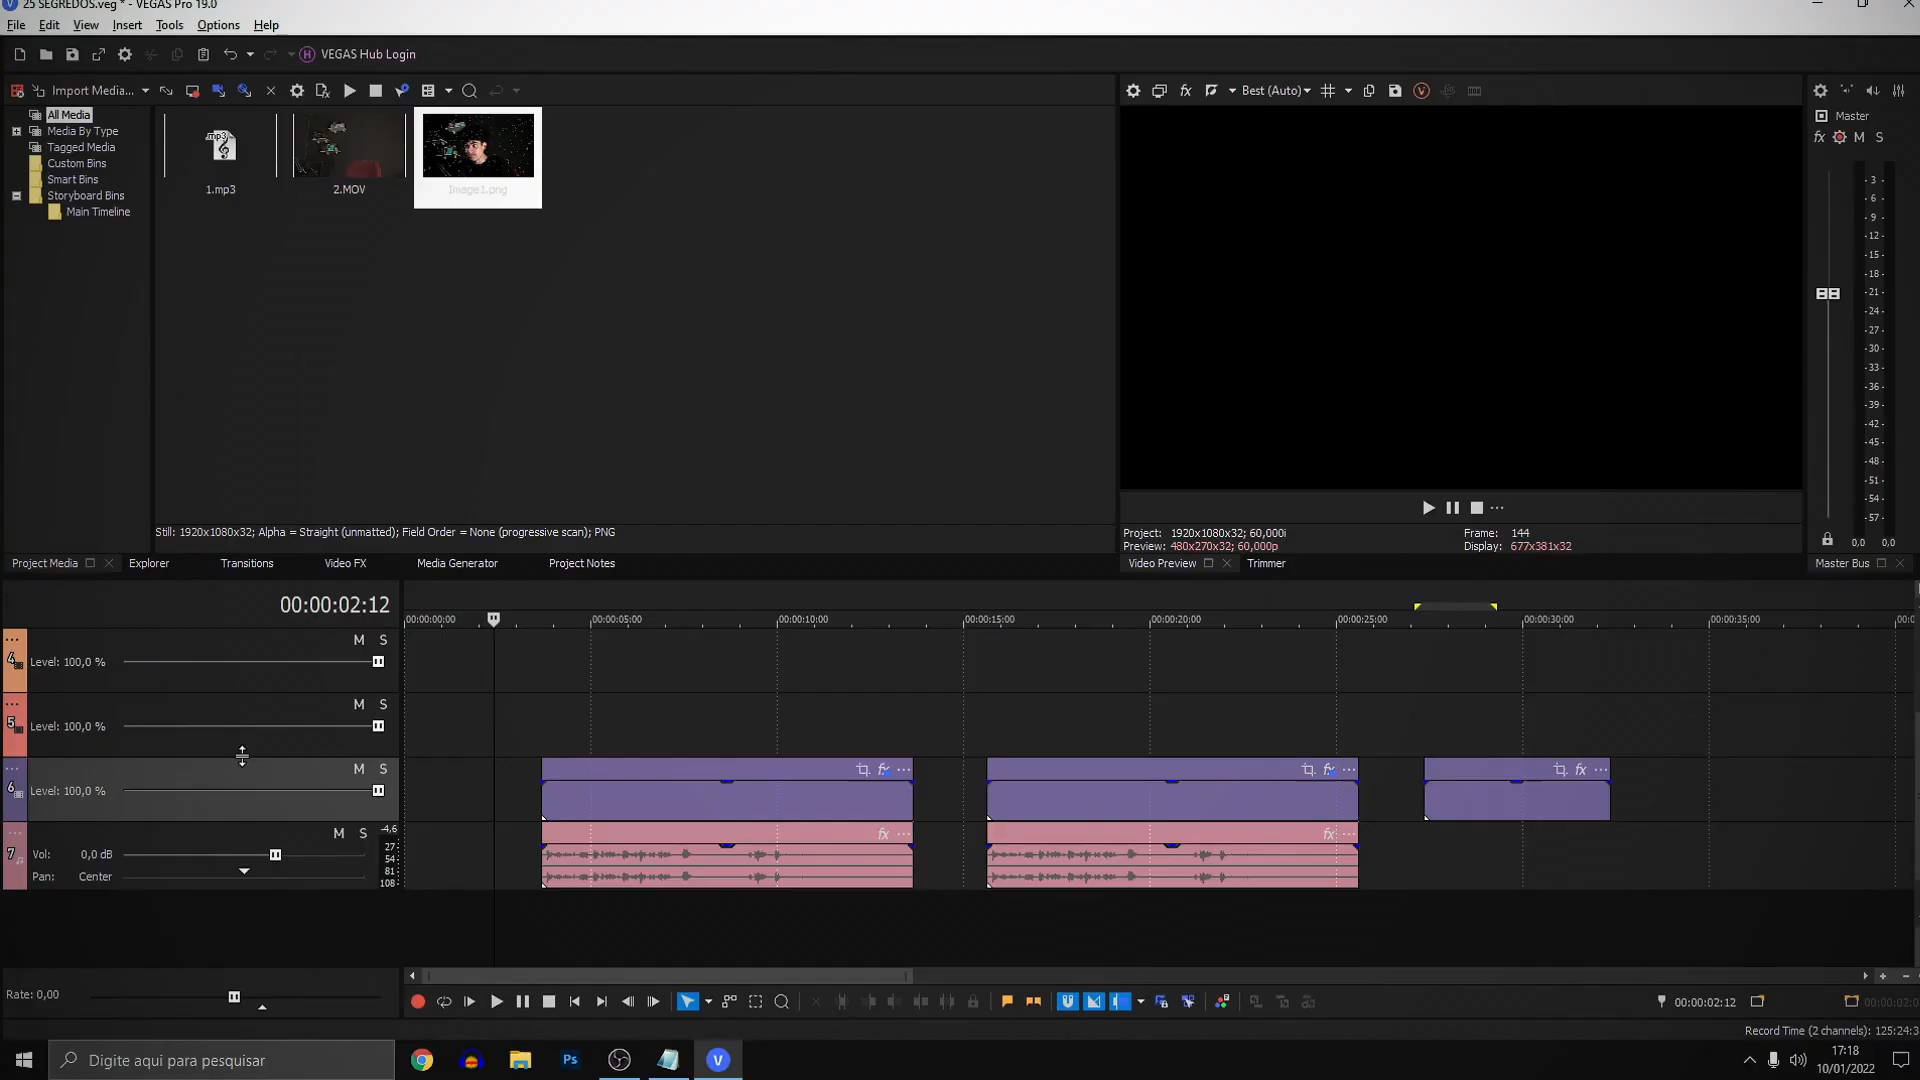 25 SEGREDOS.veg * - VEGAS Pro 19.0
File Edit View Insert Tools Options Help
VEGAS Hub Login
Import Media...
All Media
Media By Type
Tagged Media
Custom Bins
Smart Bins
Storyboard Bins
Main Timeline
1.mp3 2.MOV Image1.png
Still: 1920x1080x32; Alpha = Straight (unmatted); Field Order = None (progressive scan); PNG
Project Media Explorer Transitions Video FX Media Generator Project Notes
Best (Auto)
Project: 1920x1080x32; 60,000i Frame: 144
Preview: 480x270x32; 60,000p Display: 677x381x32
Video Preview Trimmer
Master
fx M S
3
6
9
12
15
18
21
24
27
30
33
36
39
42
45
48
51
54
57
0,0 0,0
Master Bus
00:00:02:12
00:00:00:00 00:00:05:00 00:00:10:00 00:00:15:00 00:00:20:00 00:00:25:00 00:00:30:00 00:00:35:00
4 M S
Level: 100,0 %
5 M S
Level: 100,0 %
6 M S
Level: 100,0 %
7 M S -4,6
Vol: 0,0 dB
Pan: Center
27
54
81
108
fx fx fx
fx fx
Rate: 0,00
00:00:02:12
Record Time (2 channels): 125:24:3
Digite aqui para pesquisar
Ps
V
17:18
10/01/2022